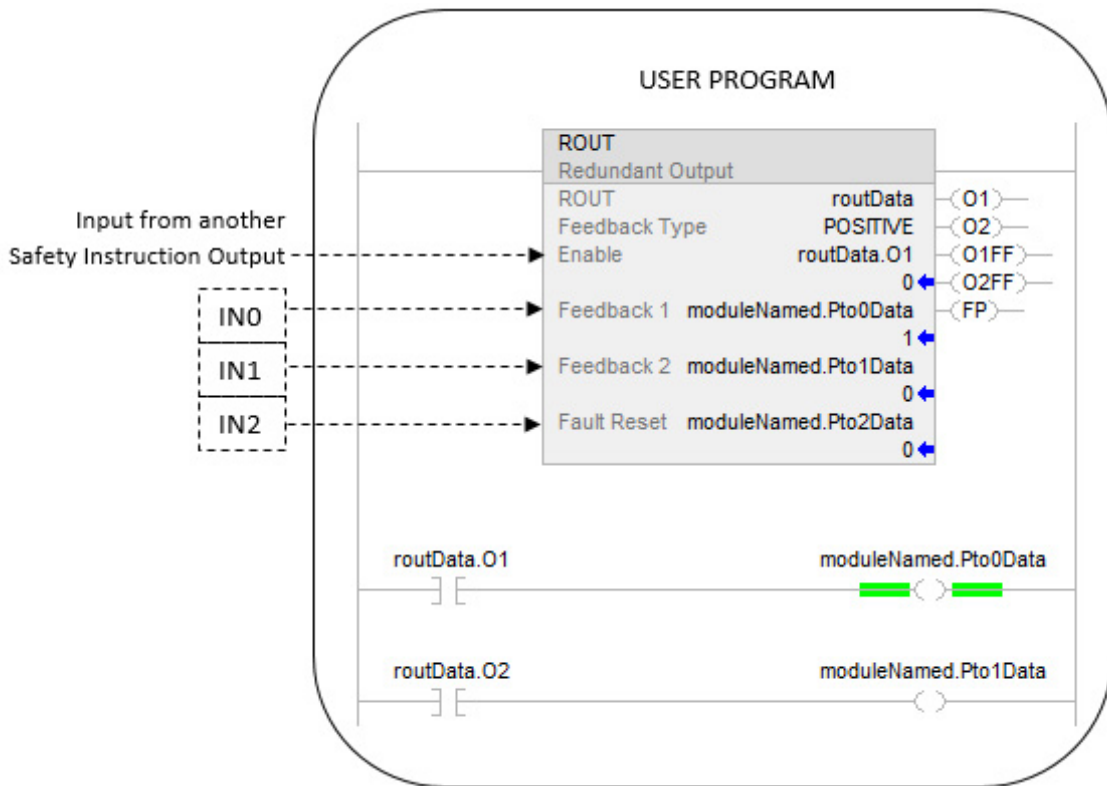 USER PROGRAM
ROUT
Redundant Output
ROUT routData (O1)
Feedback Type POSITIVE (O2)
Input from another
Safety Instruction Output
Enable routData.O1 (O1FF)
0 (O2FF)
IN0
Feedback 1 moduleNamed.Pto0Data (FP)
1
IN1
Feedback 2 moduleNamed.Pto1Data
0
IN2
Fault Reset moduleNamed.Pto2Data
0
routData.O1 moduleNamed.Pto0Data
routData.O2 moduleNamed.Pto1Data